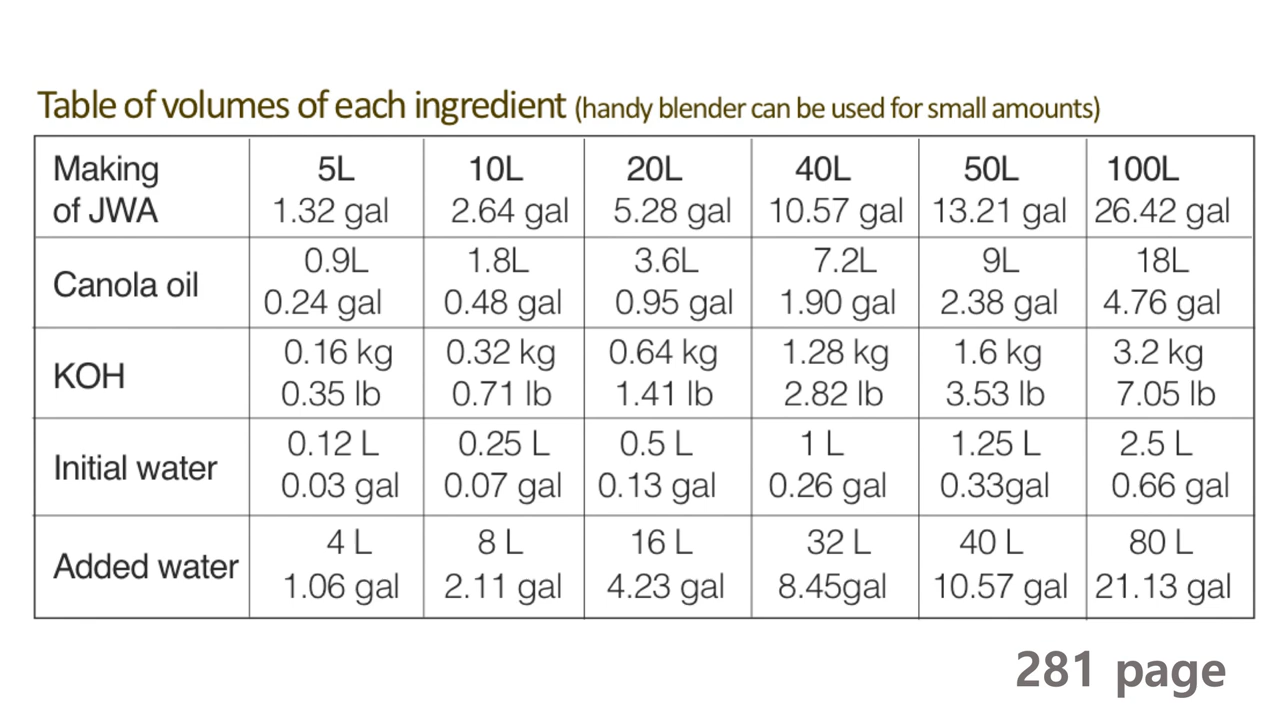 Table of volumes of each ingredient (handy blender can be used for small amounts)
Making of JWA 5L 1.32 gal 10L 2.64 gal 20L 5.28 gal 40L 10.57 gal 50L 13.21 gal 100L 26.42 gal
Canola oil 0.9L 0.24 gal 1.8L 0.48 gal 3.6L 0.95 gal 7.2L 1.90 gal 9L 2.38 gal 18L 4.76 gal
KOH 0.16 kg 0.35 lb 0.32 kg 0.71 lb 0.64 kg 1.41 lb 1.28 kg 2.82 lb 1.6 kg 3.53 lb 3.2 kg 7.05 lb
Initial water 0.12 L 0.03 gal 0.25 L 0.07 gal 0.5 L 0.13 gal 1 L 0.26 gal 1.25 L 0.33gal 2.5 L 0.66 gal
Added water 4 L 1.06 gal 8 L 2.11 gal 16 L 4.23 gal 32 L 8.45gal 40 L 10.57 gal 80 L 21.13 gal
281 page